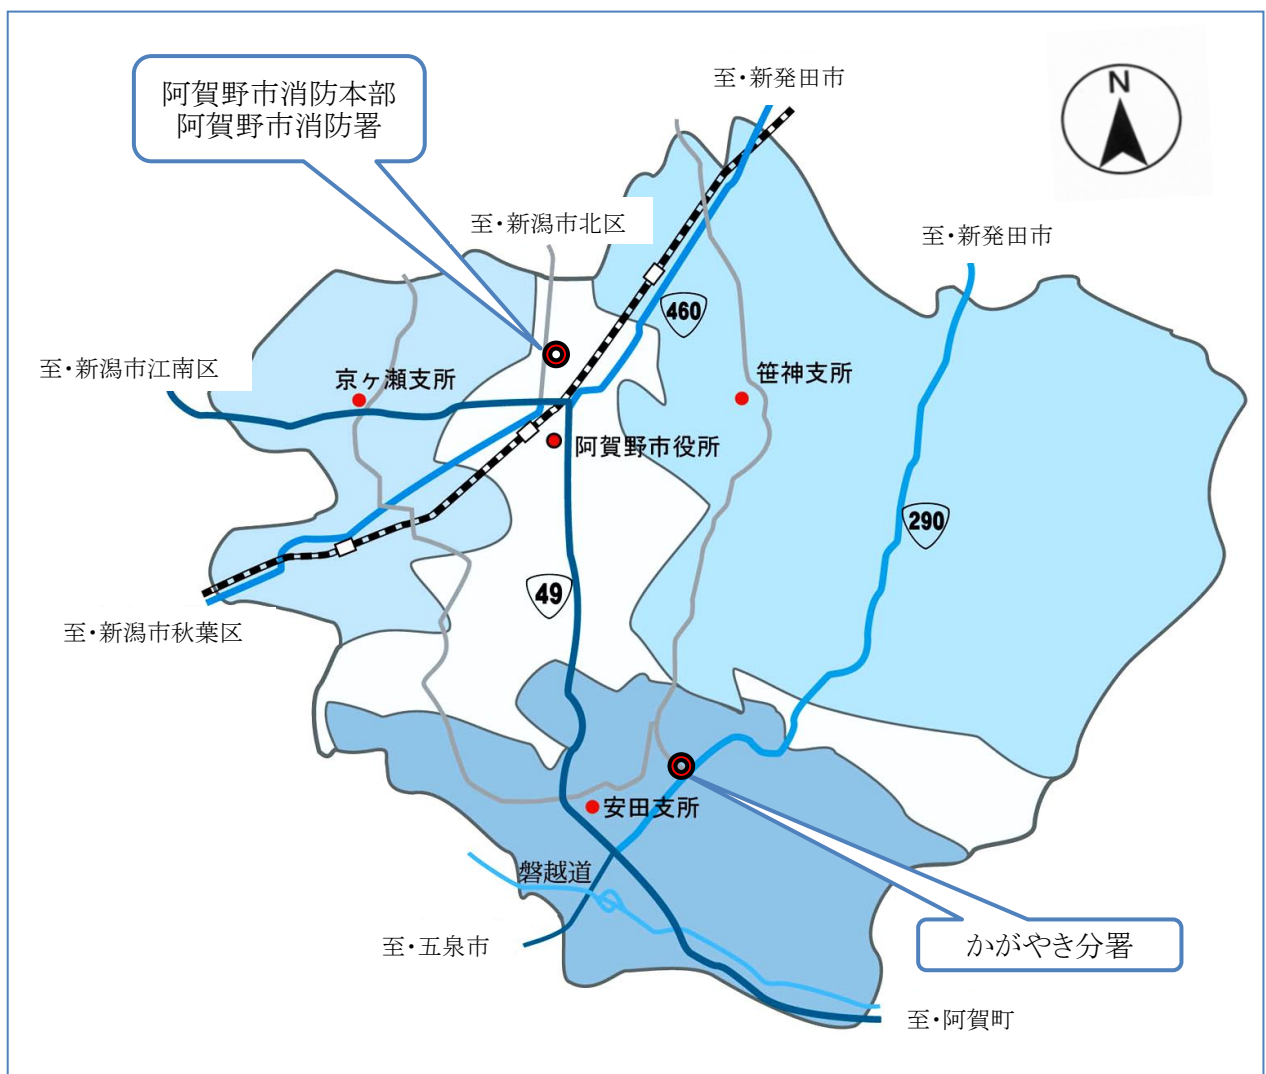 至・新発田市
N
阿賀野市消防本部
阿賀野市消防署
至・新潟市北区
至・新発田市
460
至・新潟市江南区
京ヶ瀬支所
笹神支所
阿賀野市役所
290
49
至・新潟市秋葉区
安田支所
磐越道
至・五泉市
かがやき分署
至・阿賀町